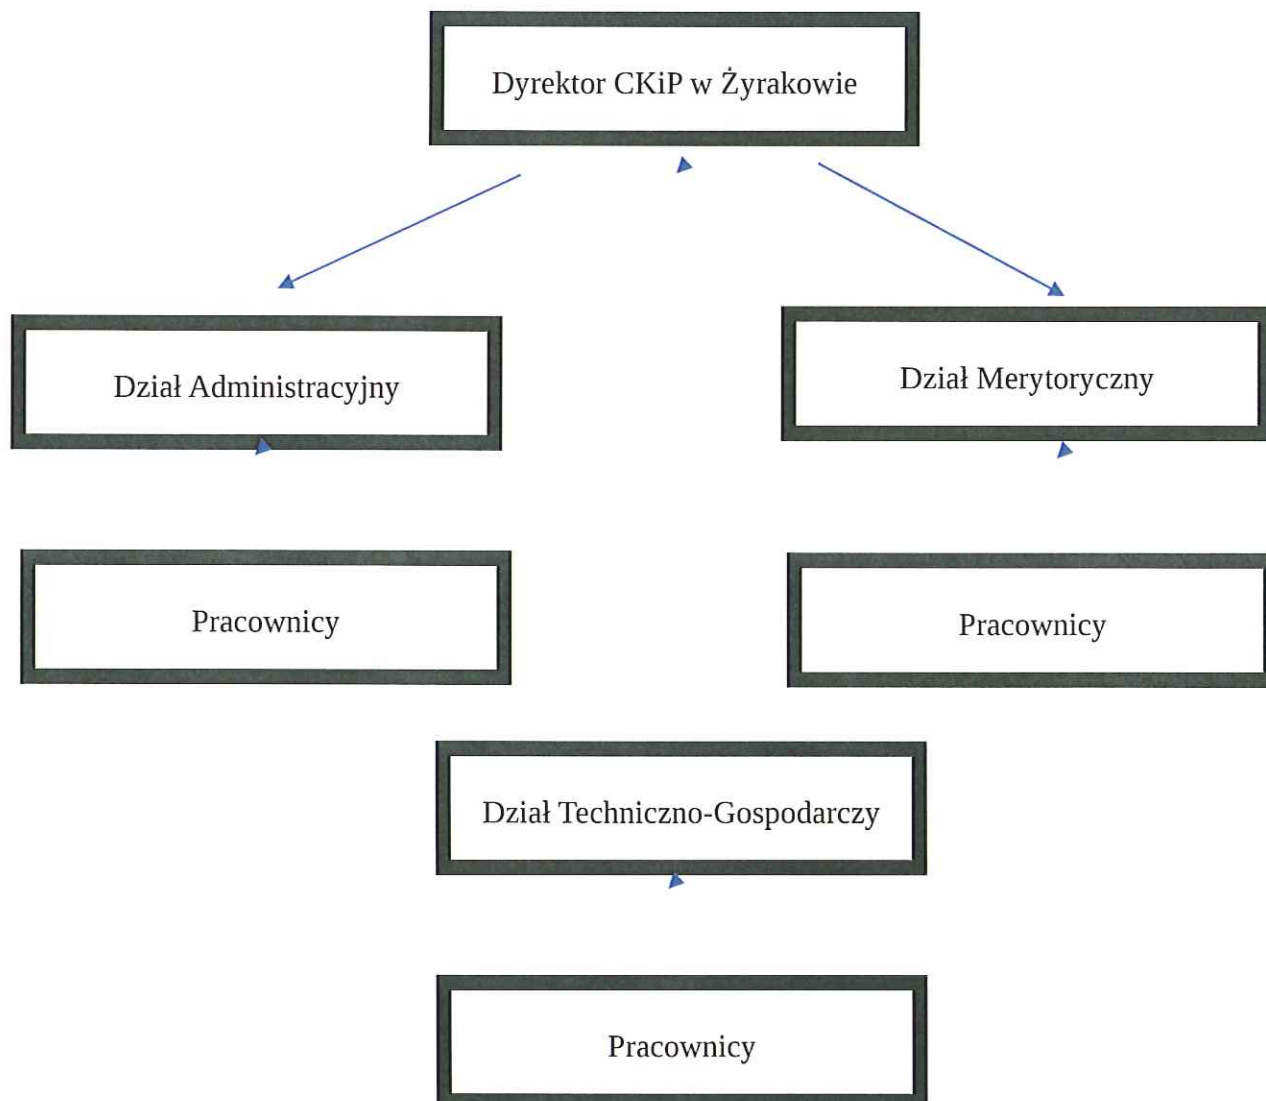 Dyrektor CKiP w Żyrakowie
Dział Administracyjny
Dział Merytoryczny
Pracownicy
Pracownicy
Dział Techniczno-Gospodarczy
Pracownicy